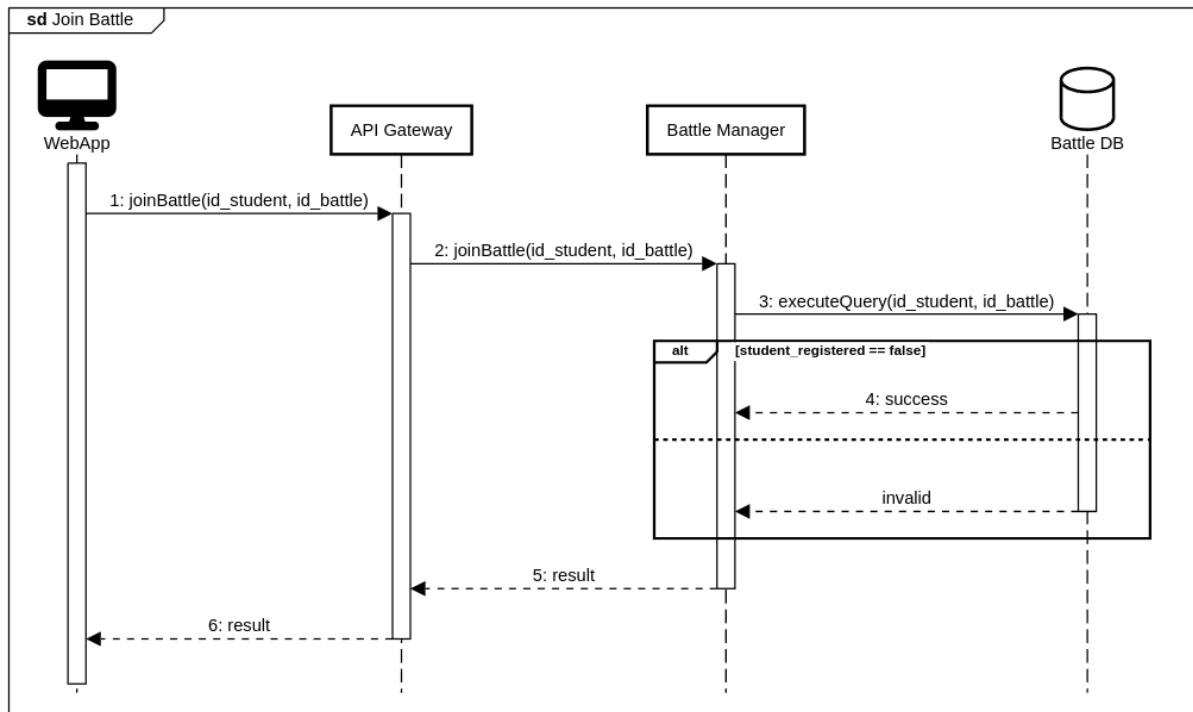 sd Join Battle
WebApp
API Gateway
Battle Manager
Battle DB
1: joinBattle(id_student, id_battle)
2: joinBattle(id_student, id_battle)
3: executeQuery(id_student, id_battle)
alt
[student_registered == false]
4: success
invalid
5: result
6: result